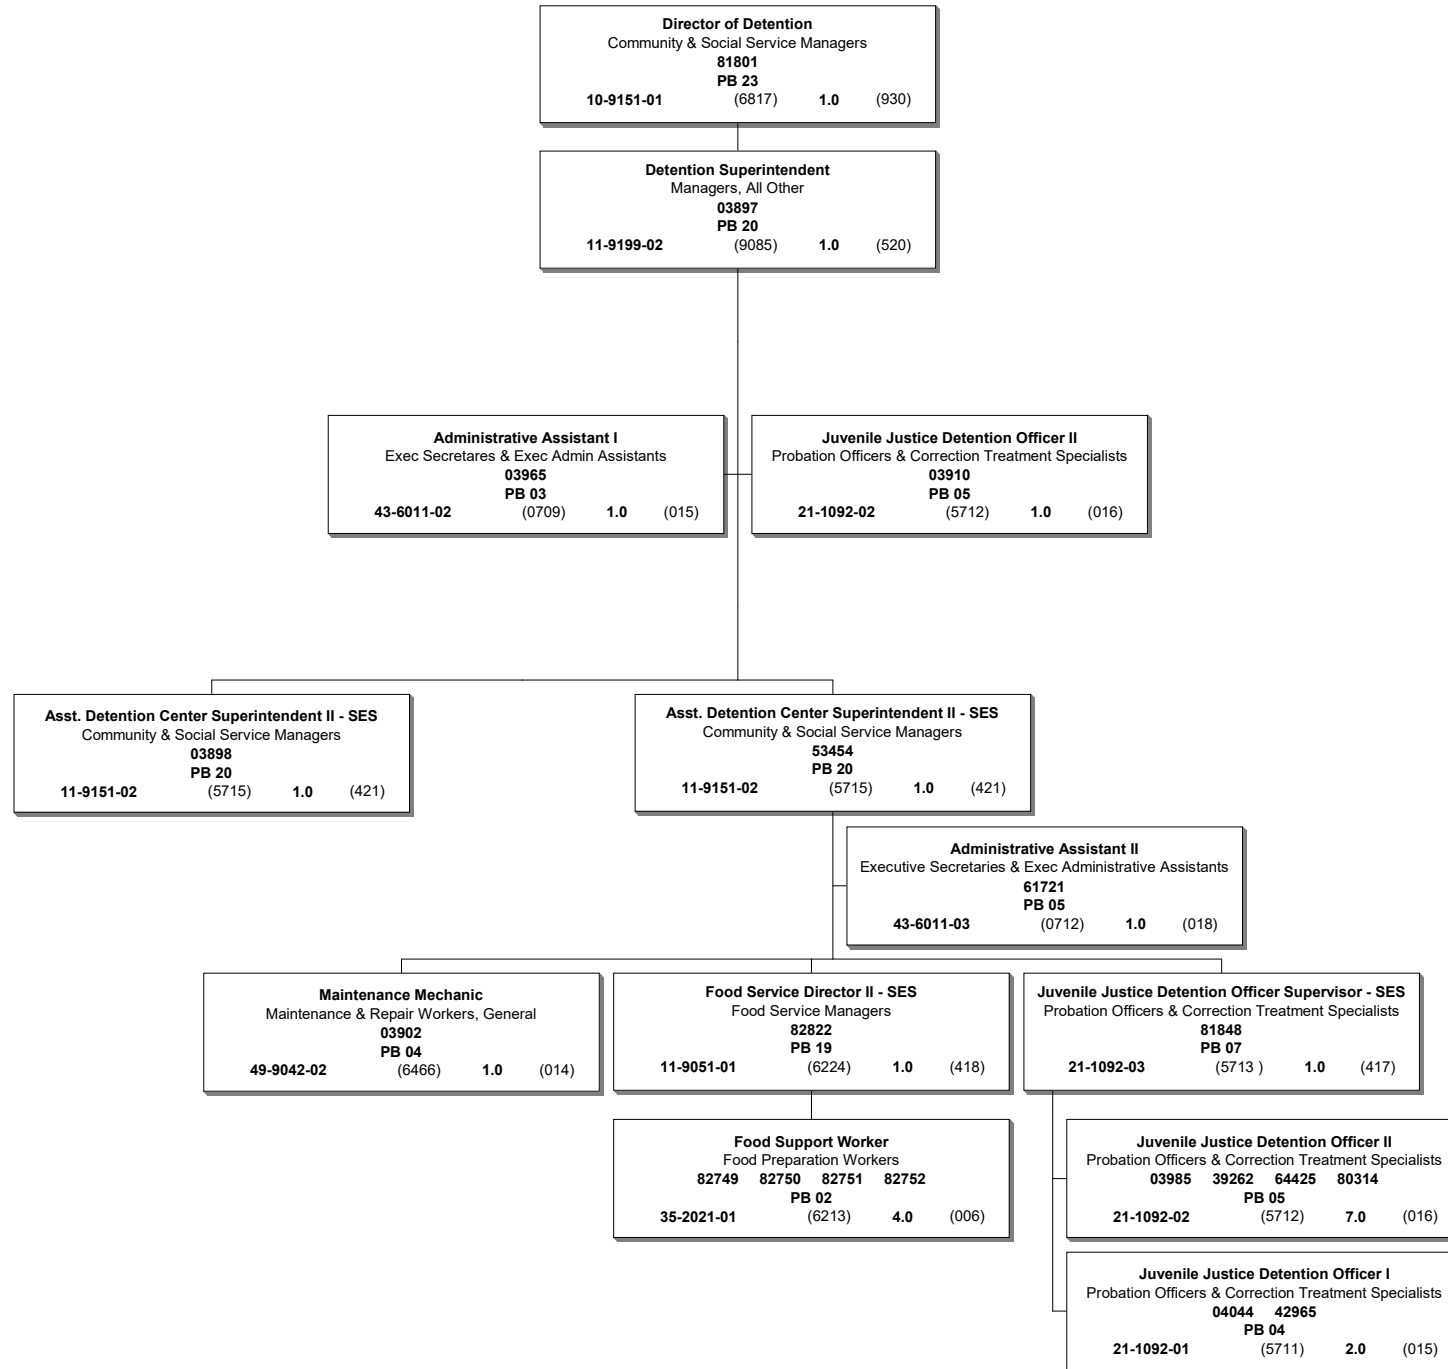 Director of Detention
Community & Social Service Managers
81801
PB 23
10-9151-01 (6817) 1.0 (930)
Detention Superintendent
Managers, All Other
03897
PB 20
11-9199-02 (9085) 1.0 (520)
Administrative Assistant I
Exec Secretares & Exec Admin Assistants
03965
PB 03
43-6011-02 (0709) 1.0 (015)
Juvenile Justice Detention Officer II
Probation Officers & Correction Treatment Specialists
03910
PB 05
21-1092-02 (5712) 1.0 (016)
Asst. Detention Center Superintendent II - SES
Community & Social Service Managers
03898
PB 20
11-9151-02 (5715) 1.0 (421)
Asst. Detention Center Superintendent II - SES
Community & Social Service Managers
53454
PB 20
11-9151-02 (5715) 1.0 (421)
Administrative Assistant II
Executive Secretaries & Exec Administrative Assistants
61721
PB 05
43-6011-03 (0712) 1.0 (018)
Maintenance Mechanic
Maintenance & Repair Workers, General
03902
PB 04
49-9042-02 (6466) 1.0 (014)
Food Service Director II - SES
Food Service Managers
82822
PB 19
11-9051-01 (6224) 1.0 (418)
Juvenile Justice Detention Officer Supervisor - SES
Probation Officers & Correction Treatment Specialists
81848
PB 07
21-1092-03 (5713 ) 1.0 (417)
Food Support Worker
Food Preparation Workers
82749 82750 82751 82752
PB 02
35-2021-01 (6213) 4.0 (006)
Juvenile Justice Detention Officer II
Probation Officers & Correction Treatment Specialists
03985 39262 64425 80314
PB 05
21-1092-02 (5712) 7.0 (016)
Juvenile Justice Detention Officer I
Probation Officers & Correction Treatment Specialists
04044 42965
PB 04
21-1092-01 (5711) 2.0 (015)